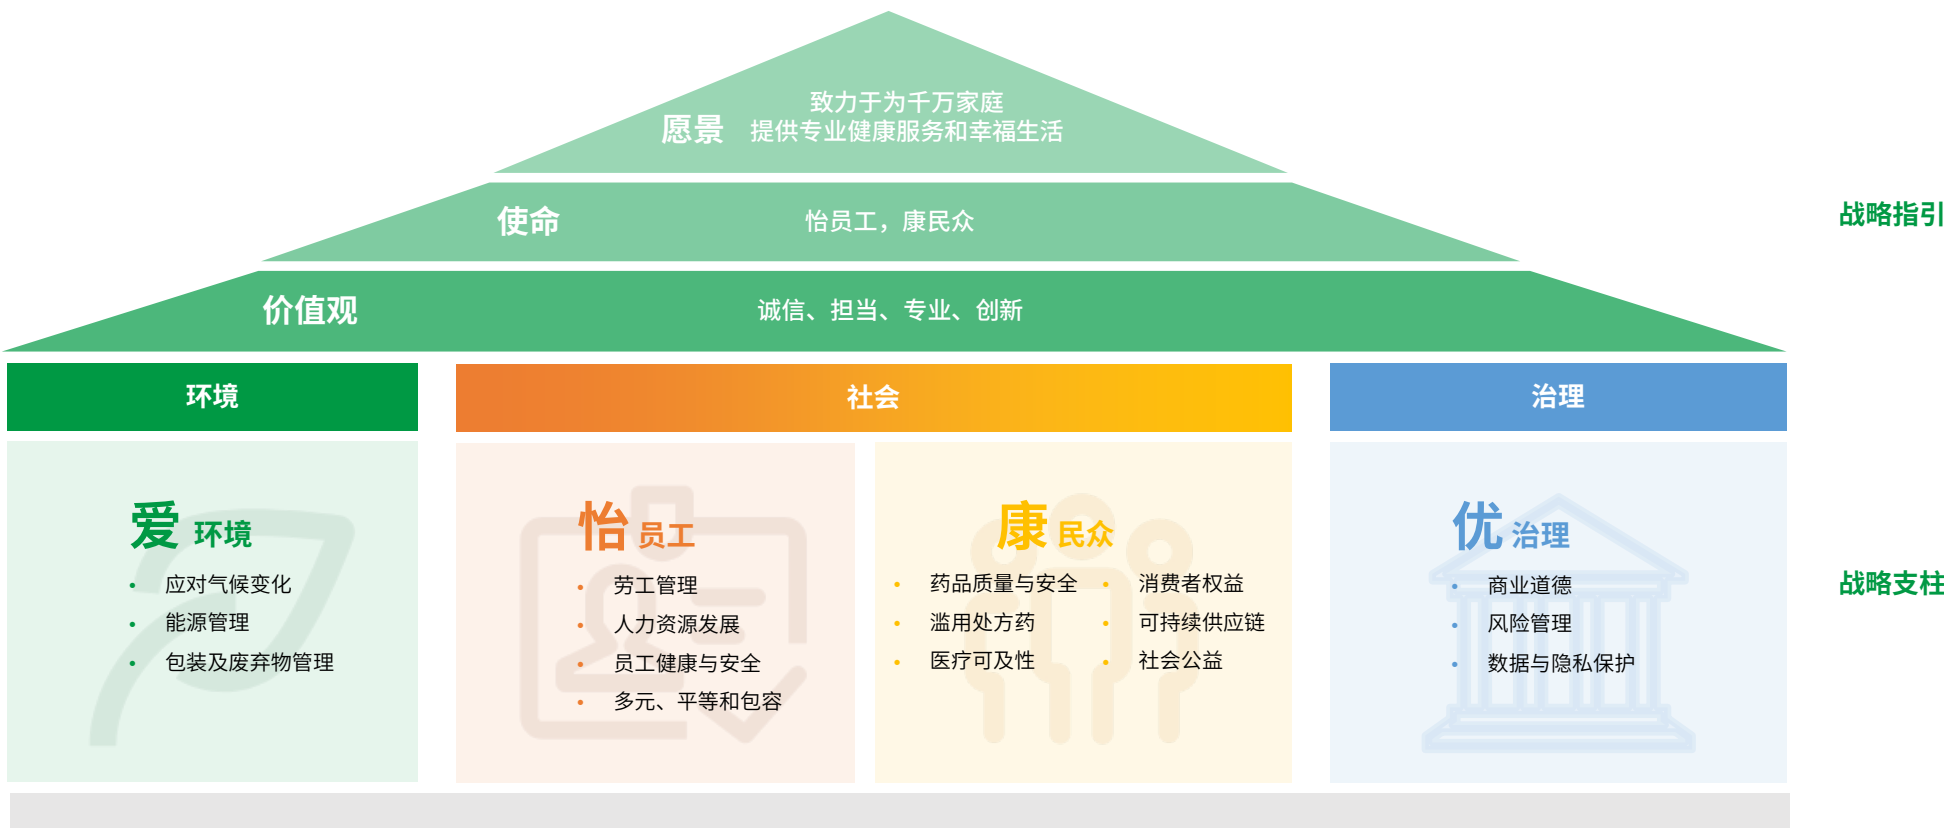 致力于为千万家庭
愿景 提供专业健康服务和幸福生活
使命 怡员工，康民众
战略指引
价值观 诚信、担当、专业、创新
环境
社会
治理
爱 环境
• 应对气候变化
• 能源管理
• 包装及废弃物管理
怡 员工
• 劳工管理
• 人力资源发展
• 员工健康与安全
• 多元、平等和包容
康 民众
• 药品质量与安全
• 滥用处方药
• 医疗可及性
• 消费者权益
• 可持续供应链
• 社会公益
优 治理
• 商业道德
• 风险管理
• 数据与隐私保护
战略支柱